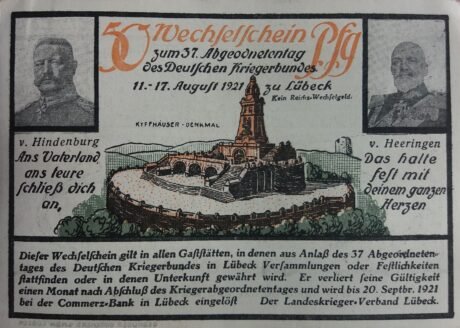 50 Wechselschein Pfg
zum 37. Abgeordnetentag
des Deutschen Kriegerbundes
11.-17. August 1921 zu Lübeck
Kein Reichs-Wechselgeld.
KYFFHÄUSER-DENKMAL
v. Hindenburg
v. Heeringen
Ans Vaterland
ans teure
schließ dich
an,
Das halte
fest mit
deinem ganzen
Herzen
Dieser Wechselschein gilt in allen Gaststätten, in denen aus Anlaß des 37 Abgeordneten-
tages des Deutschen Kriegerbundes in Lübeck Versammlungen oder Festlichkeiten
stattfinden oder in denen Unterkunft gewährt wird. Er verliert seine Gültigkeit
einen Monat nach Abschluß des Kriegerabgeordnetentages und wird bis 20 Septbr. 1921
bei der Commerz-Bank in Lübeck eingelöst Der Landeskrieger-Verband Lübeck.